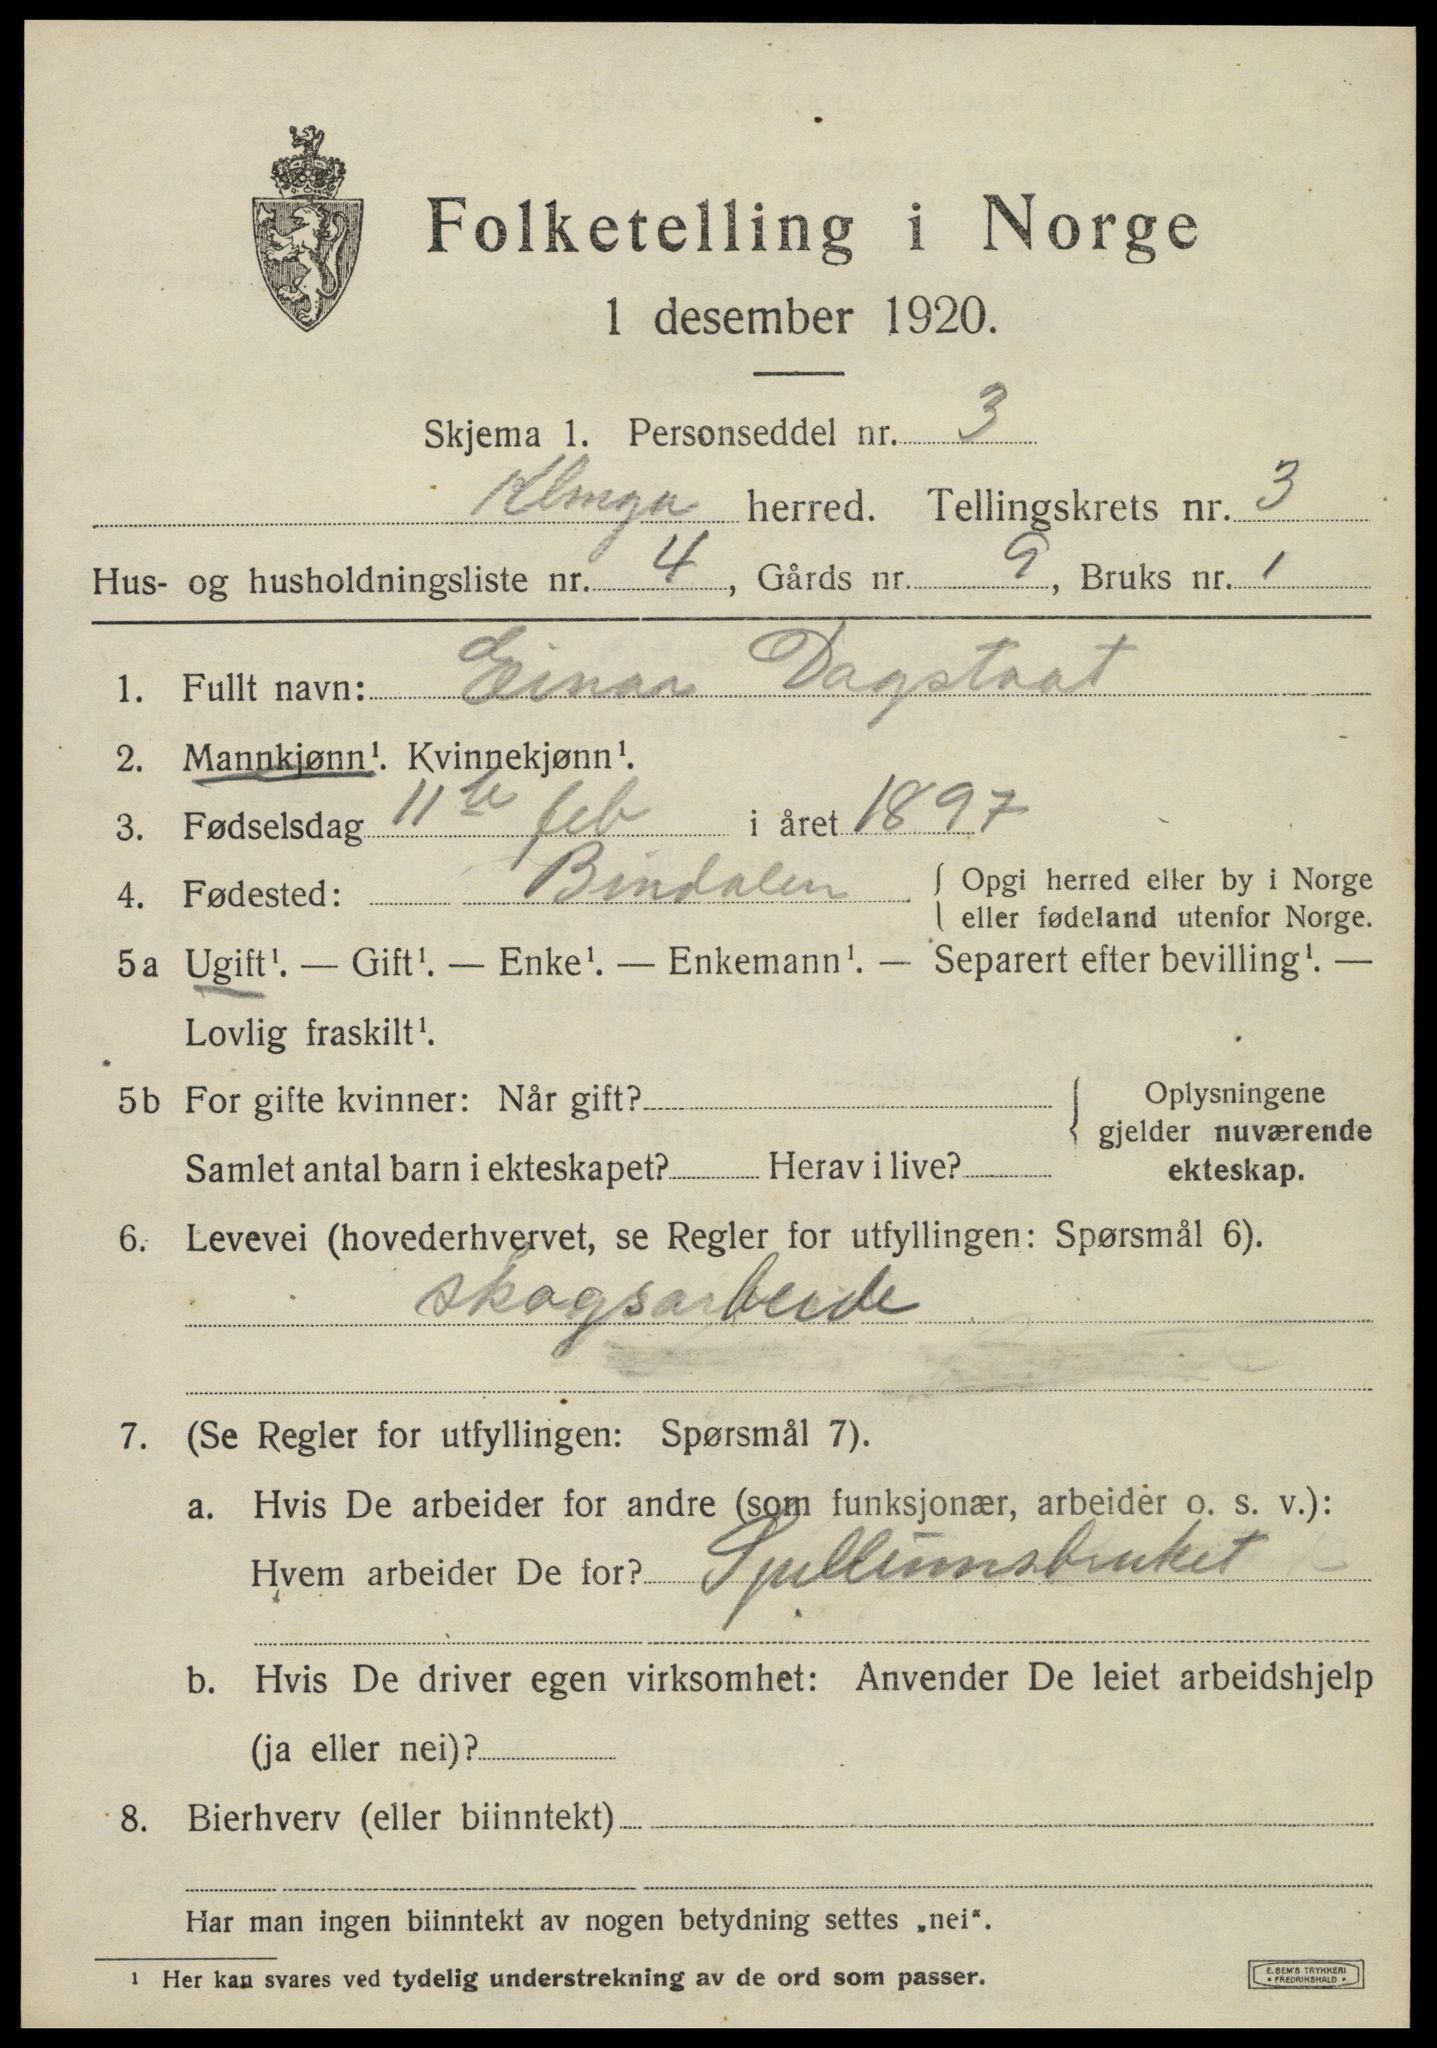 Folketelling i Norge
1 desember 1920.
Skjema 1. Personseddel nr. 3
Klinga herred. Tellingskrets nr. 3
Hus- og husholdningsliste nr. 4, Gårds nr. 9, Bruks nr. 1
1. Fullt navn: Einar Dagstaat
2. Mannkjønn¹. Kvinnekjønn¹.
3. Fødselsdag 11te feb i året 1897
4. Fødested: Bindalen { Opgi herred eller by i Norge
eller fødeland utenfor Norge.
5a Ugift¹. — Gift¹. — Enke¹. — Enkemann¹. — Separert efter bevilling¹. —
Lovlig fraskilt¹.
5b For gifte kvinner: Når gift? { Oplysningene
gjelder nuværende
Samlet antal barn i ekteskapet? Herav i live? ekteskap.
6. Levevei (hovederhvervet, se Regler for utfyllingen: Spørsmål 6).
skogsarbeide
7. (Se Regler for utfyllingen: Spørsmål 7).
a. Hvis De arbeider for andre (som funksjonær, arbeider o. s. v.):
Hvem arbeider De for? Spillumsbruket
b. Hvis De driver egen virksomhet: Anvender De leiet arbeidshjelp
(ja eller nei)?
8. Bierhverv (eller biinntekt)
Har man ingen biinntekt av nogen betydning settes „nei“.
¹ Her kan svares ved tydelig understrekning av de ord som passer.
E. SEM'S TRYKKERI
• FREDRIKSHALD •